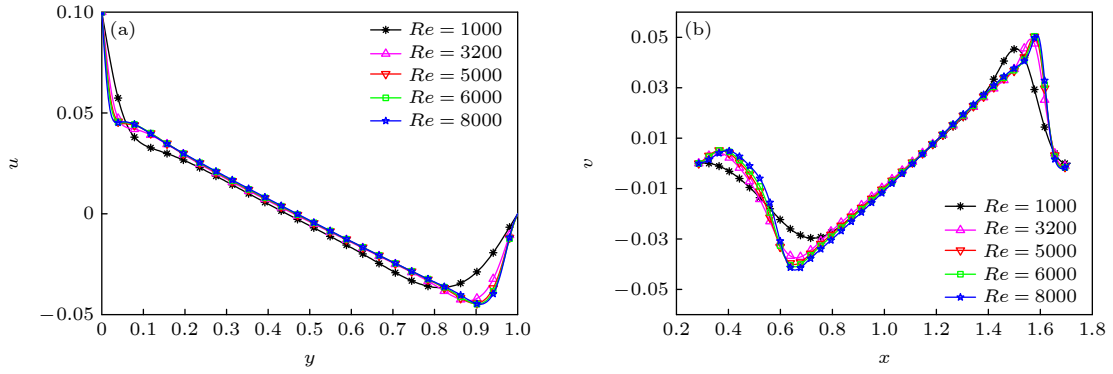 (a)
Re = 1000
Re = 3200
Re = 5000
Re = 6000
Re = 8000
0.10
0.05
0
−0.05
u
0 0.1 0.2 0.3 0.4 0.5 0.6 0.7 0.8 0.9 1.0
y
(b)
0.05
0.03
0.01
−0.01
−0.03
−0.05
v
Re = 1000
Re = 3200
Re = 5000
Re = 6000
Re = 8000
0.2 0.4 0.6 0.8 1.0 1.2 1.4 1.6 1.8
x